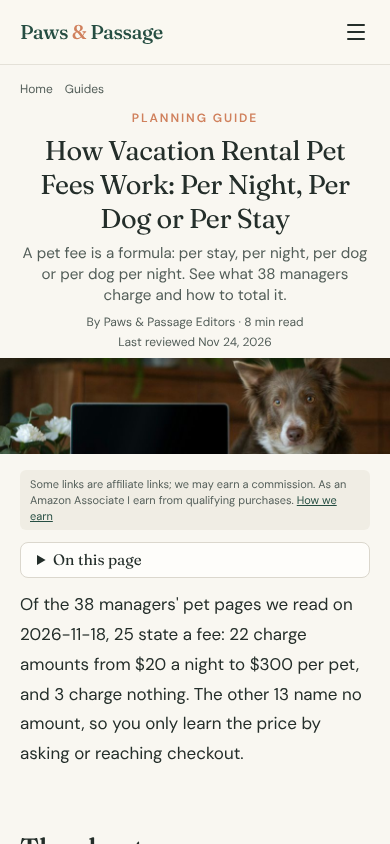 Paws & Passage
Home Guides
PLANNING GUIDE
How Vacation Rental Pet
Fees Work: Per Night, Per
Dog or Per Stay
A pet fee is a formula: per stay, per night, per dog
or per dog per night. See what 38 managers
charge and how to total it.
By Paws & Passage Editors · 8 min read
Last reviewed Nov 24, 2026
Some links are affiliate links; we may earn a commission. As an
Amazon Associate I earn from qualifying purchases. How we
earn
On this page
Of the 38 managers' pet pages we read on
2026-11-18, 25 state a fee: 22 charge
amounts from $20 a night to $300 per pet,
and 3 charge nothing. The other 13 name no
amount, so you only learn the price by
asking or reaching checkout.